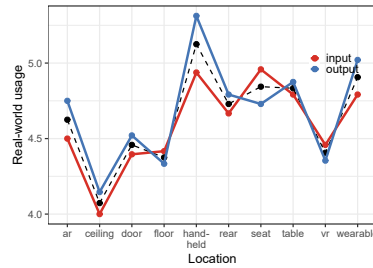 Real-world usage
5.0
4.5
4.0
input
output
ar ceiling door floor hand- rear seat table vr wearable
held
Location